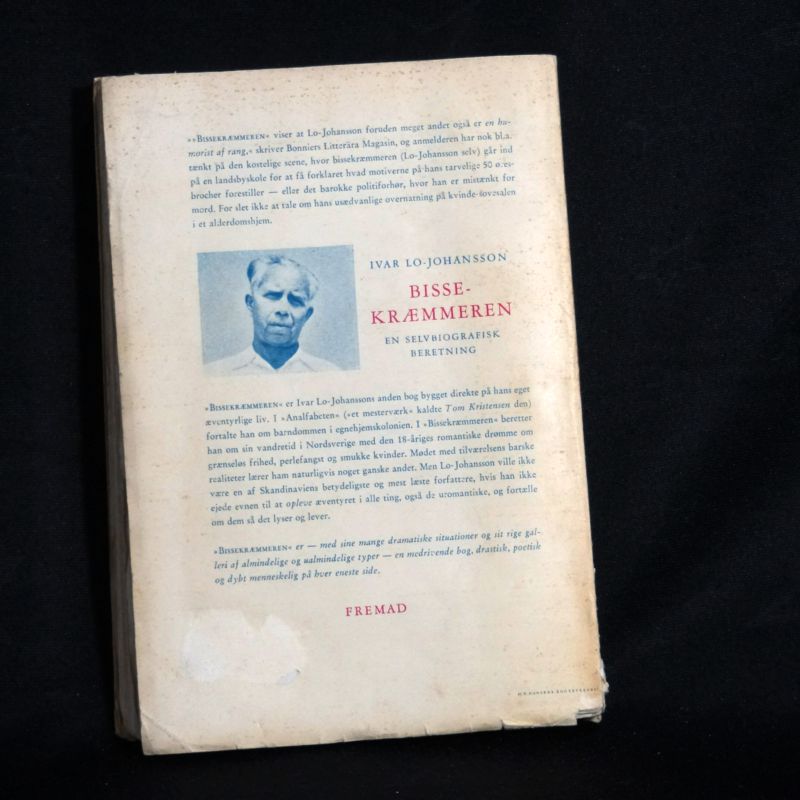 »»BISSEKRÆMMEREN« viser at Lo-Johansson foruden meget andet også er en hu-
morist af rang,« skriver Bonniers Litterära Magasin, og anmelderen har nok bl.a.
tænkt på den kostelige scene, hvor bissekræmmeren (Lo-Johansson selv) går ind
på en landsbyskole for at få forklaret hvad motiverne på hans tarvelige 50 øres-
brocher forestiller — eller det barokke politiforhør, hvor han er mistænkt for
mord. For slet ikke at tale om hans usædvanlige overnatning på kvinde-sovesalen
i et alderdomshjem.
IVAR LO-JOHANSSON
BISSE-
KRÆMMEREN
EN SELVBIOGRAFISK
BERETNING
»BISSEKRÆMMEREN« er Ivar Lo-Johanssons anden bog bygget direkte på hans eget
æventyrlige liv. I »Analfabeten« (»et mesterværk« kaldte Tom Kristensen den)
fortalte han om barndommen i egnehjemskolonien. I »Bissekræmmeren« beretter
han om sin vandretid i Nordsverige med den 18-åriges romantiske drømme om
grænseløs frihed, perlefangst og smukke kvinder. Mødet med tilværelsens barske
realiteter lærer ham naturligvis noget ganske andet. Men Lo-Johansson ville ikke
være en af Skandinaviens betydeligste og mest læste forfattere, hvis han ikke
ejede evnen til at opleve æventyret i alle ting, også de uromantiske, og fortælle
om dem så det lyser og lever.
»BISSEKRÆMMEREN« er — med sine mange dramatiske situationer og sit rige gal-
leri af almindelige og ualmindelige typer — en medrivende bog, drastisk, poetisk
og dybt menneskelig på hver eneste side.
FREMAD